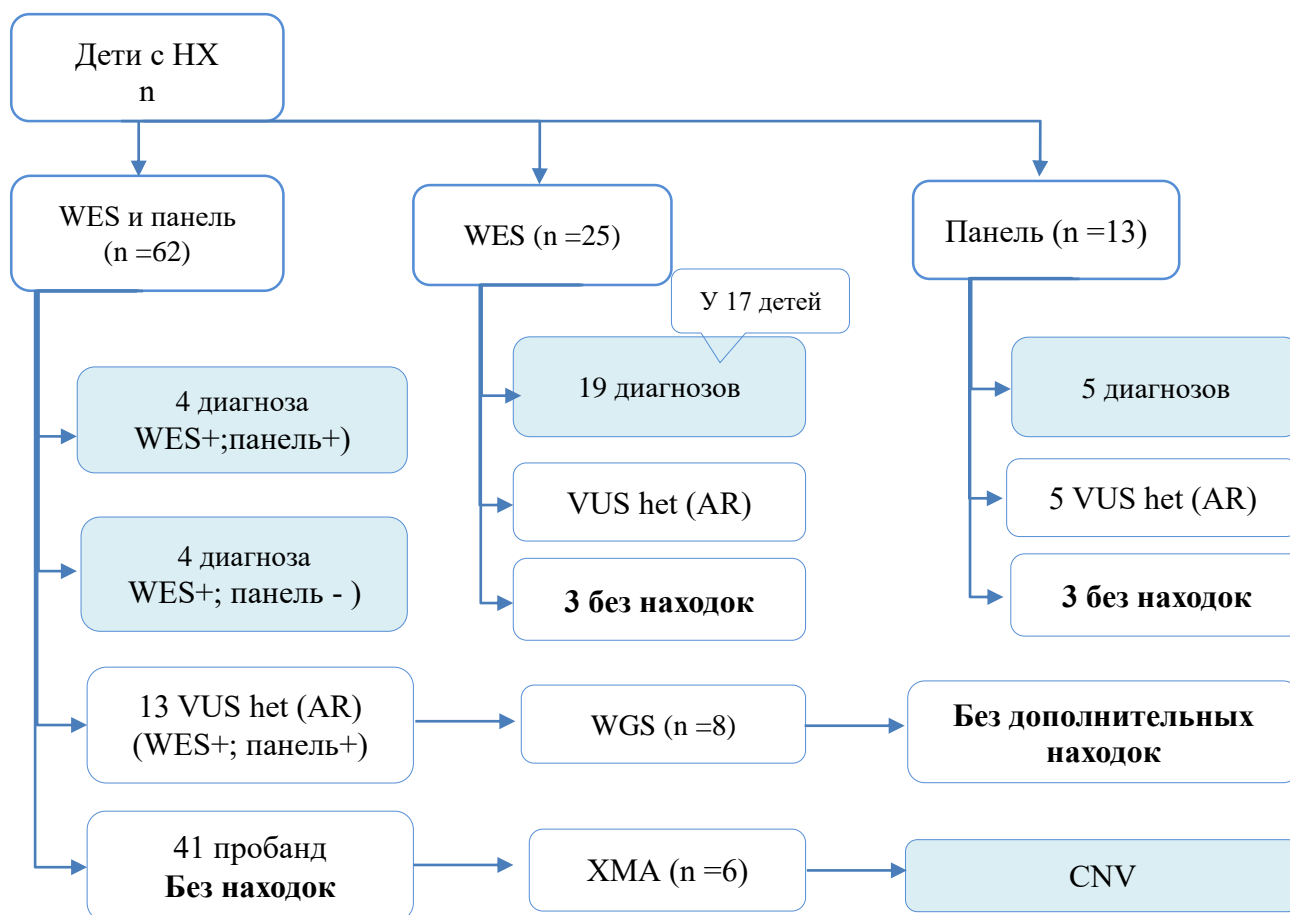 Дети с НХ
n
WES и панель
(n =62)
WES (n =25)
Панель (n =13)
У 17 детей
4 диагноза
WES+;панель+)
19 диагнозов
5 диагнозов
VUS het (AR)
5 VUS het (AR)
4 диагноза
WES+; панель - )
3 без находок
3 без находок
13 VUS het (AR)
(WES+; панель+)
WGS (n =8)
Без дополнительных
находок
41 пробанд
Без находок
ХМА (n =6)
CNV